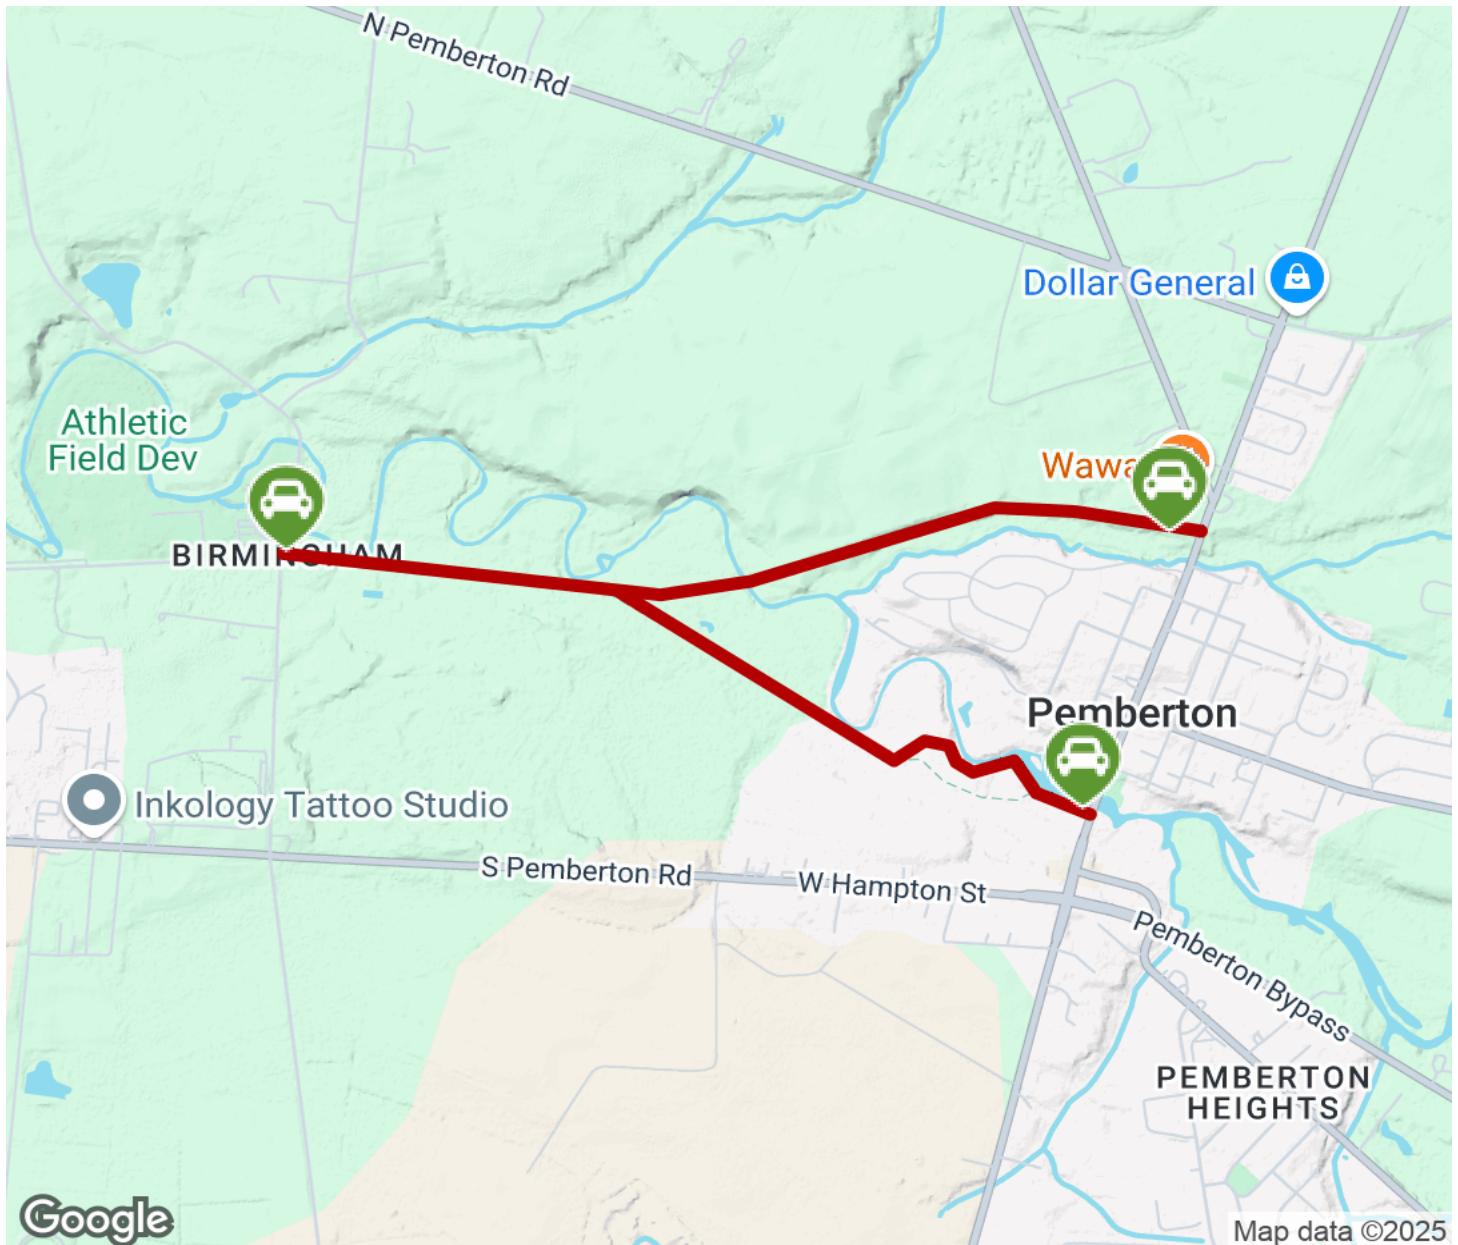 N Pemberton Rd
Dollar General
Athletic
Field Dev
Wawa
BIRMINGHAM
Pemberton
Inkology Tattoo Studio
S Pemberton Rd
W Hampton St
Pemberton Bypass
PEMBERTON
HEIGHTS
Google
Map data ©2025